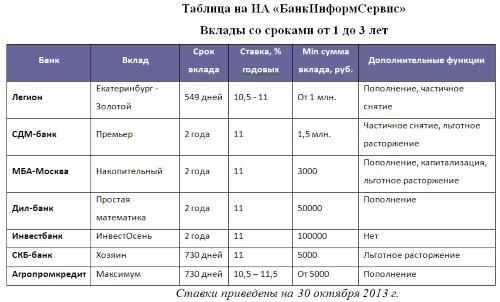 Таблица на ИА «БанкИнформСервис»
Вклады со сроками от 1 до 3 лет
Банк Вклад Срок вклада Ставка, % годовых Min сумма вклада, руб. Дополнительные функции
Легион Екатеринбург - Золотой 549 дней 10,5 - 11 От 1 млн. Пополнение, частичное снятие
СДМ-банк Премьер 2 года 11 1,5 млн. Частичное снятие, льготное расторжение
МБА-Москва Накопительный 2 года 11 3000 Пополнение, капитализация, льготное расторжение
Дил-банк Простая математика 2 года 11 50000 Пополнение
Инвестбанк ИнвестОсень 2 года 11 100000 Нет
СКБ-банк Хозяин 730 дней 11 5000 Льготное расторжение
Агропромкредит Максимум 730 дней 10,5 – 11,5 От 5000 Пополнение
Ставки приведены на 30 октября 2013 г.